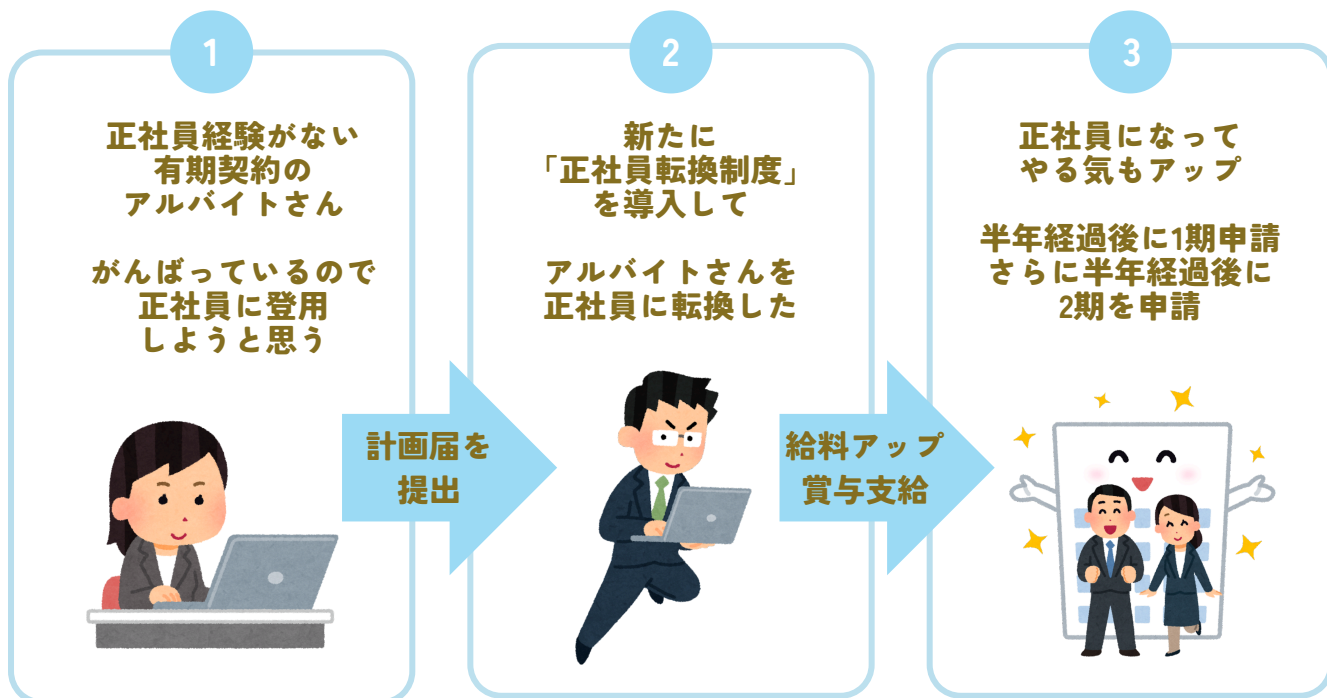 1
正社員経験がない
有期契約の
アルバイトさん
がんばっているので
正社員に登用
しようと思う
計画届を
提出
2
新たに
「正社員転換制度」
を導入して
アルバイトさんを
正社員に転換した
給料アップ
賞与支給
3
正社員になって
やる気もアップ
半年経過後に1期申請
さらに半年経過後に
2期を申請